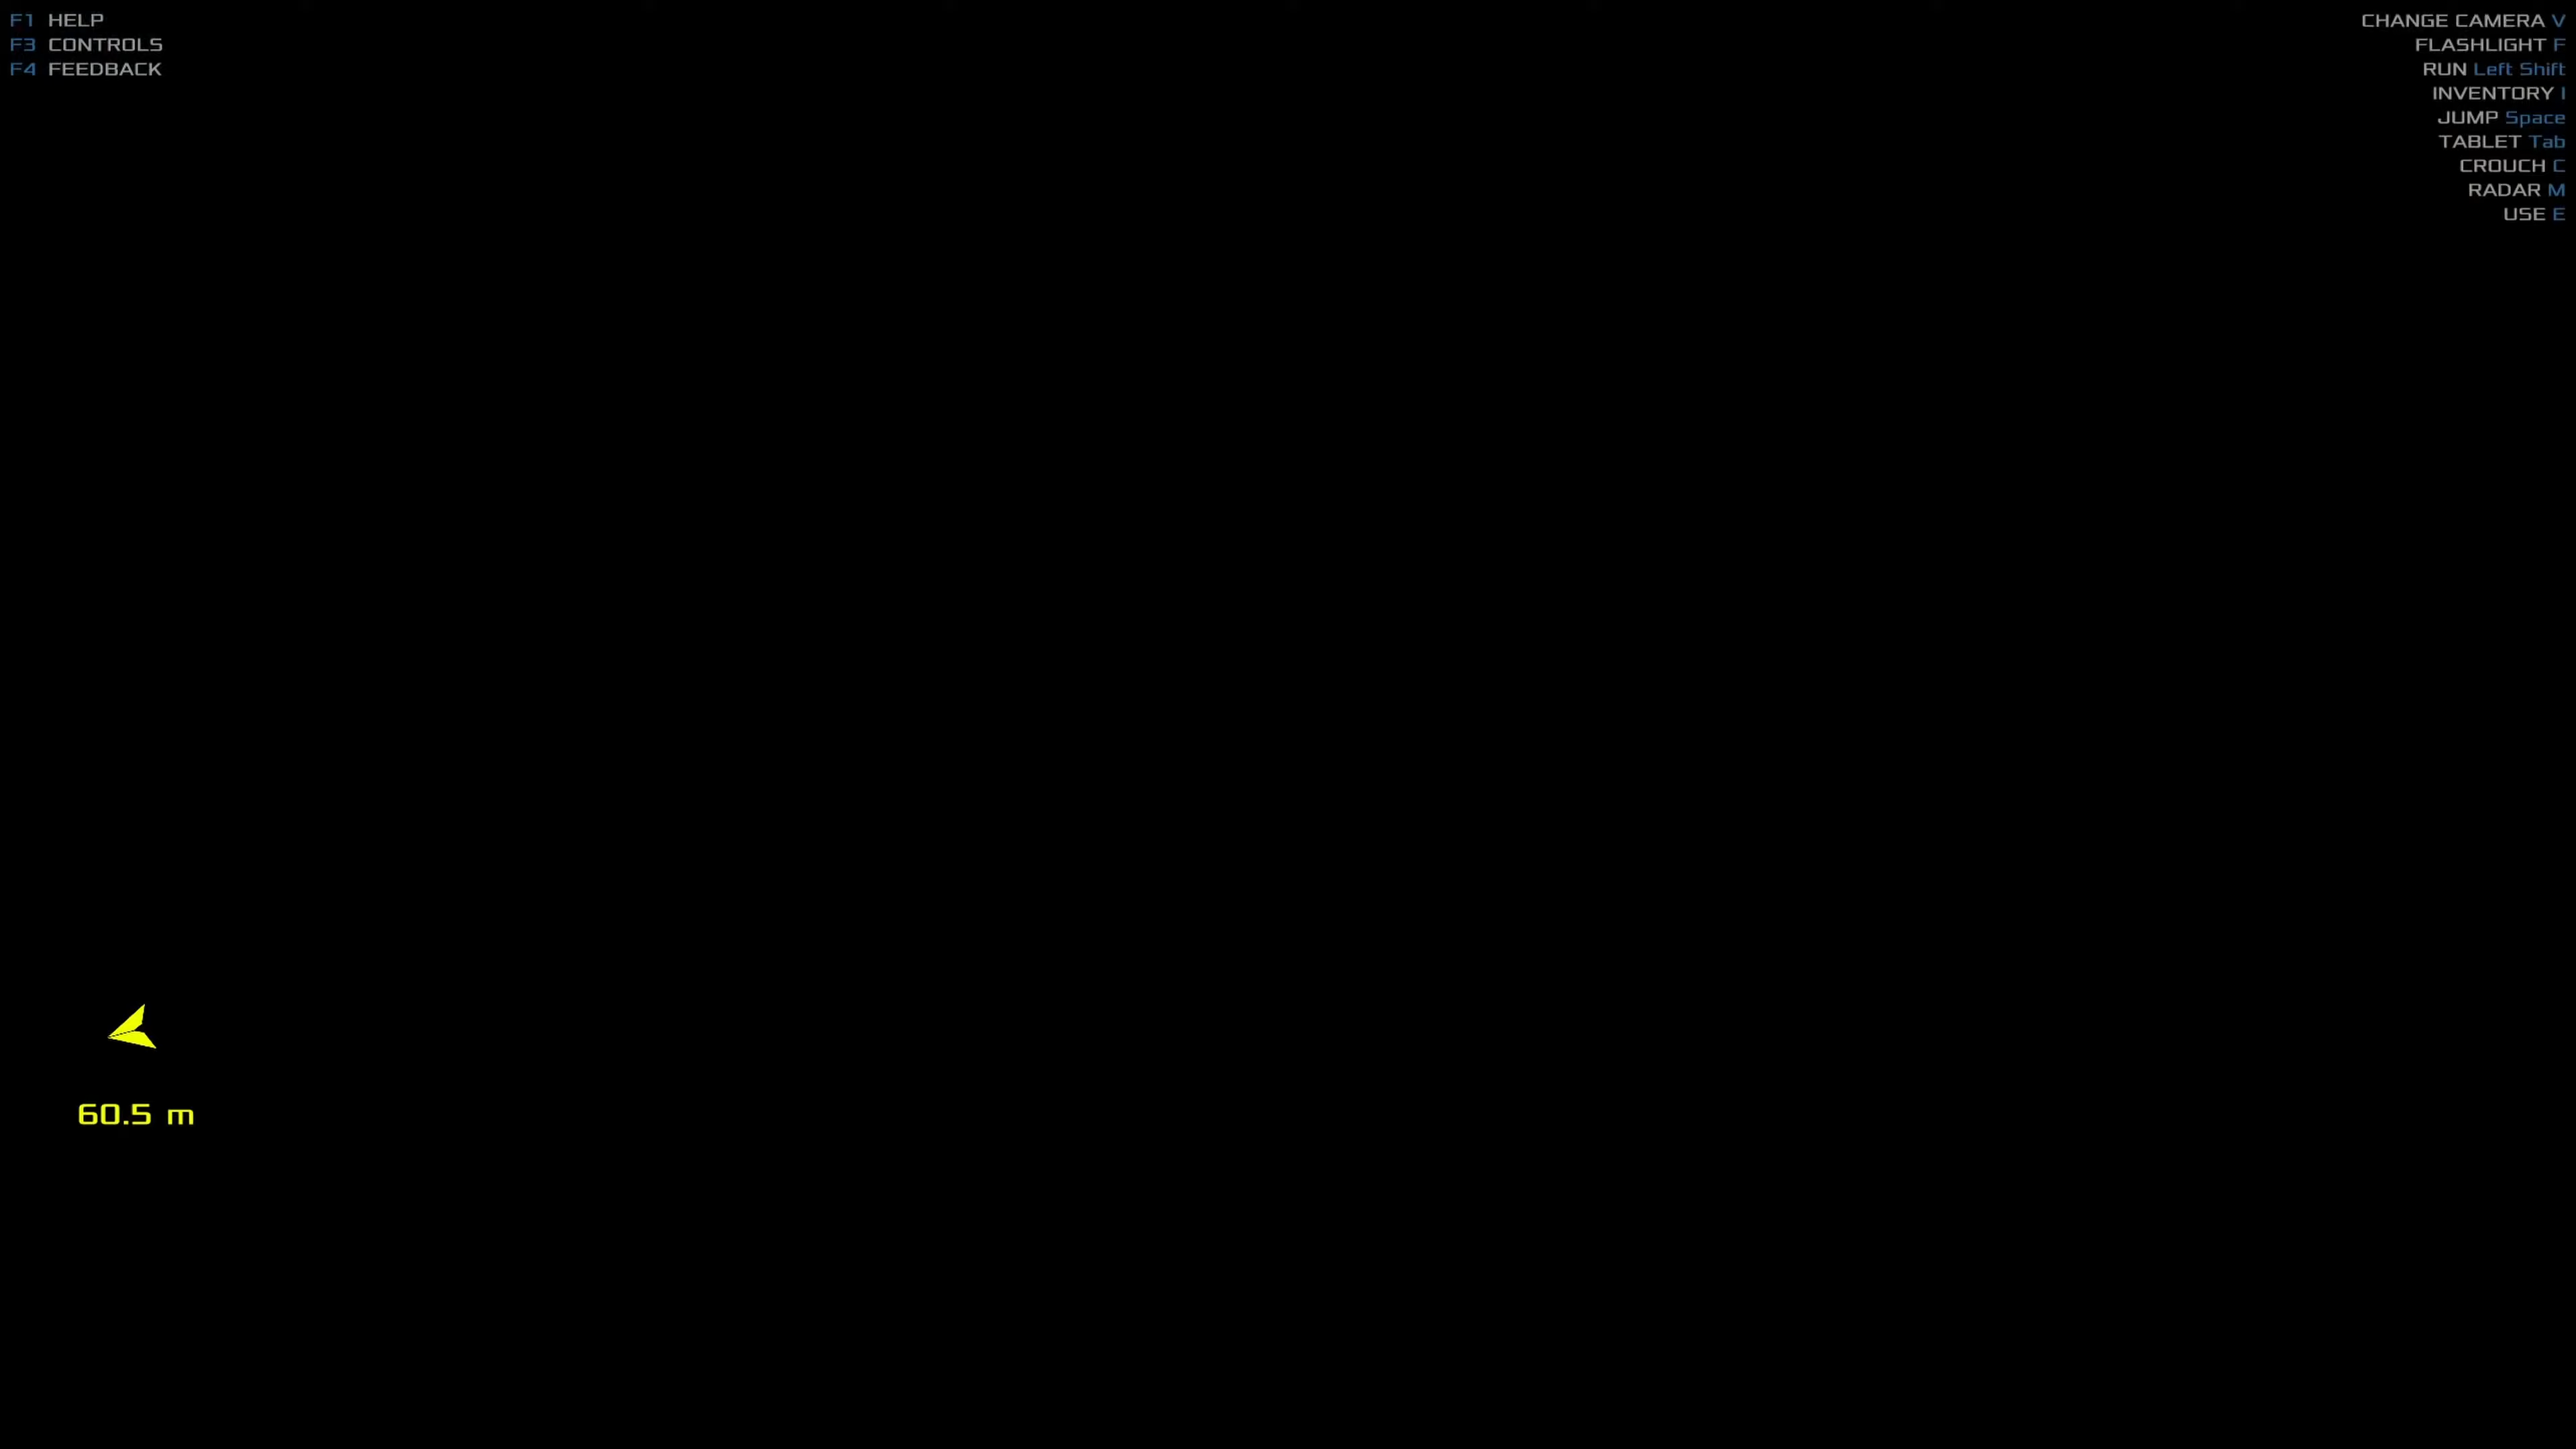 F1 HELP
F3 CONTROLS
F4 FEEDBACK
CHANGE CAMERA V
FLASHLIGHT F
RUN Left Shift
INVENTORY I
JUMP Space
TABLET Tab
CROUCH C
RADAR M
USE E
60.5 m